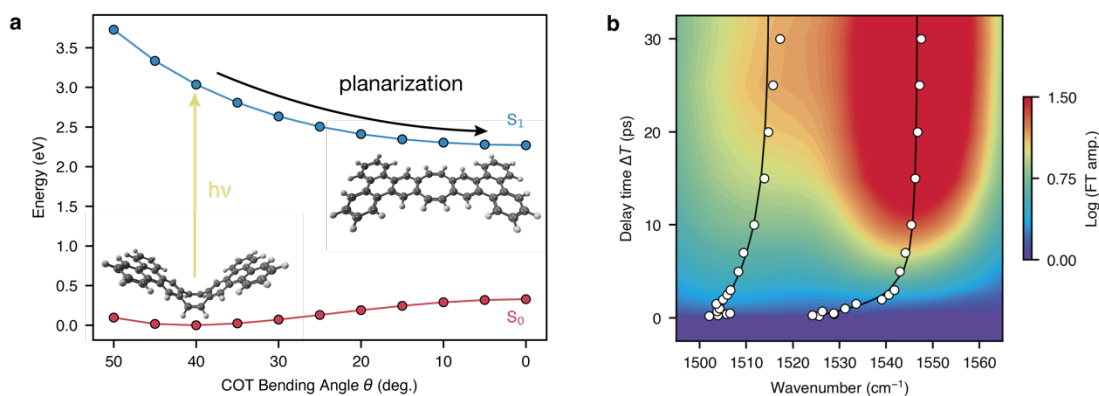 a
3.5
3.0
2.5
2.0
1.5
1.0
0.5
0.0
Energy (eV)
planarization
S₁
hν
S₀
50 40 30 20 10 0
COT Bending Angle θ (deg.)
b
30
20
10
0
Delay time ΔT (ps)
1500 1510 1520 1530 1540 1550 1560
Wavenumber (cm⁻¹)
1.50
0.75
0.00
Log (FT amp.)